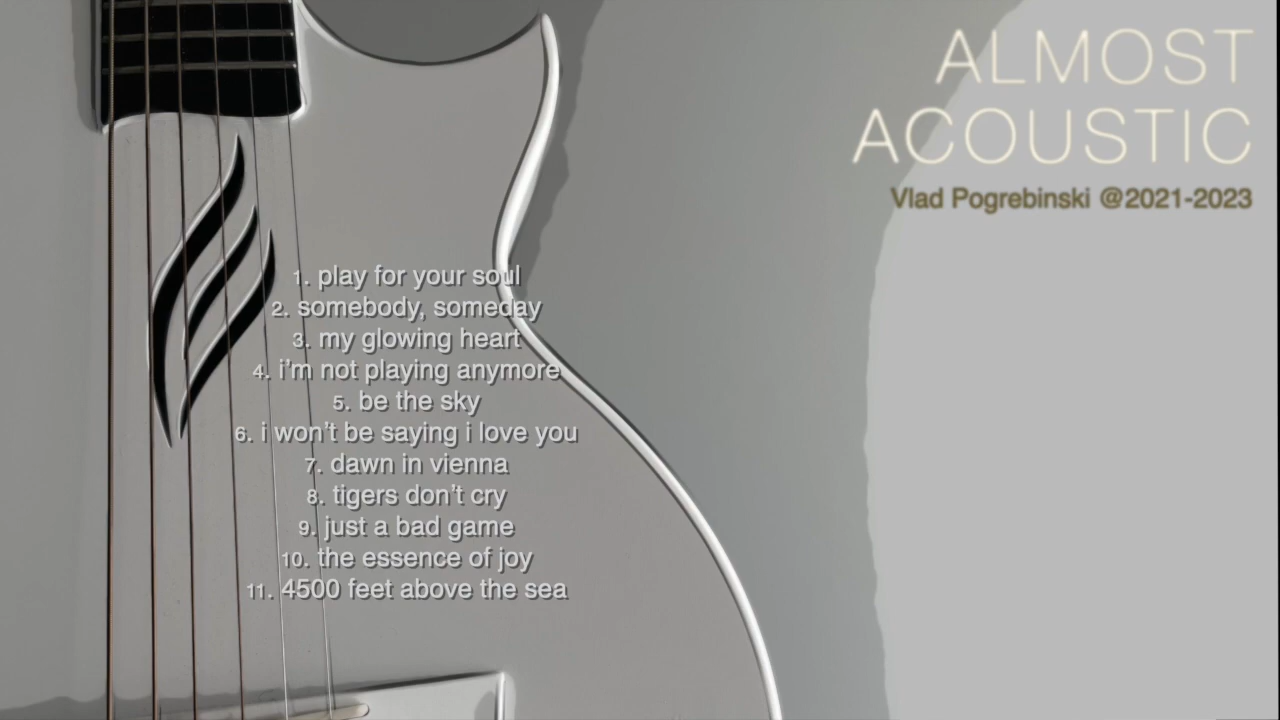 ALMOST
ACOUSTIC
Vlad Pogrebinski @2021-2023
1. play for your soul
2. somebody, someday
3. my glowing heart
4. i'm not playing anymore
5. be the sky
6. i won't be saying i love you
7. dawn in vienna
8. tigers don't cry
9. just a bad game
10. the essence of joy
11. 4500 feet above the sea